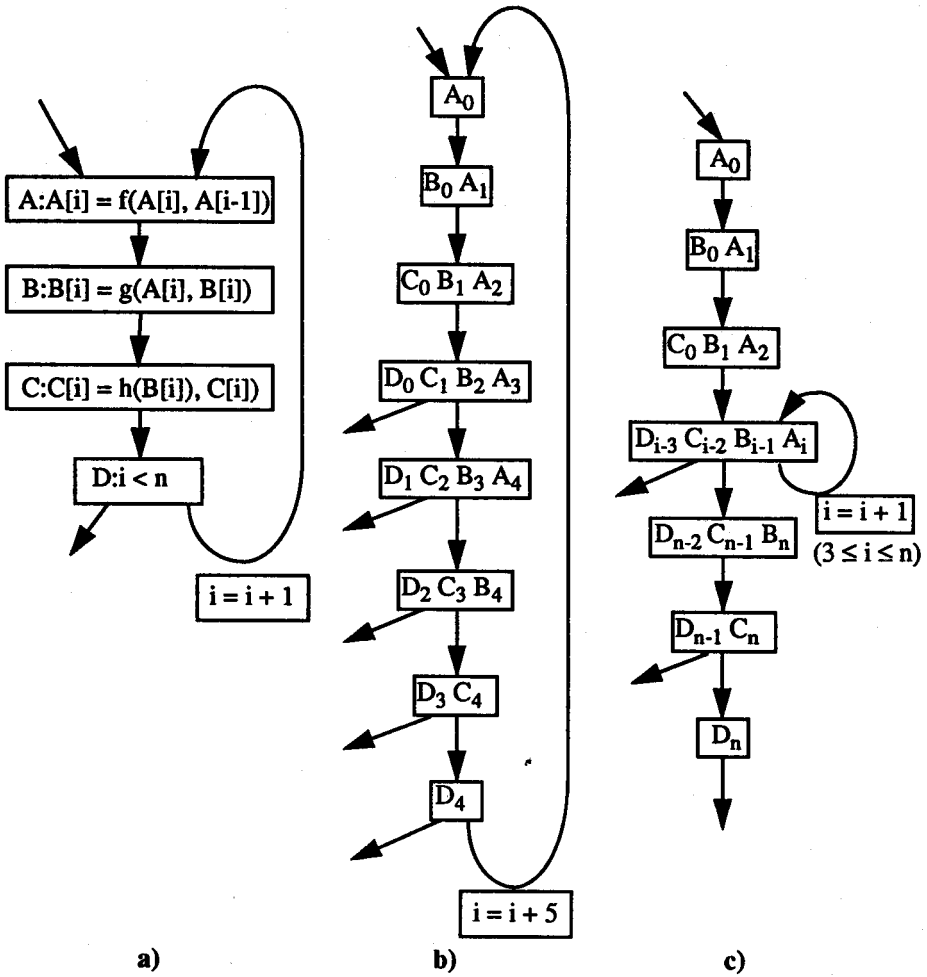 A:A[i] = f(A[i], A[i-1])
B:B[i] = g(A[i], B[i])
C:C[i] = h(B[i]), C[i])
D:i < n
i = i + 1
a)
A0
B0 A1
C0 B1 A2
D0 C1 B2 A3
D1 C2 B3 A4
D2 C3 B4
D3 C4
D4
i = i + 5
b)
A0
B0 A1
C0 B1 A2
Di-3 Ci-2 Bi-1 Ai
i = i + 1
(3 ≤ i ≤ n)
Dn-2 Cn-1 Bn
Dn-1 Cn
Dn
c)